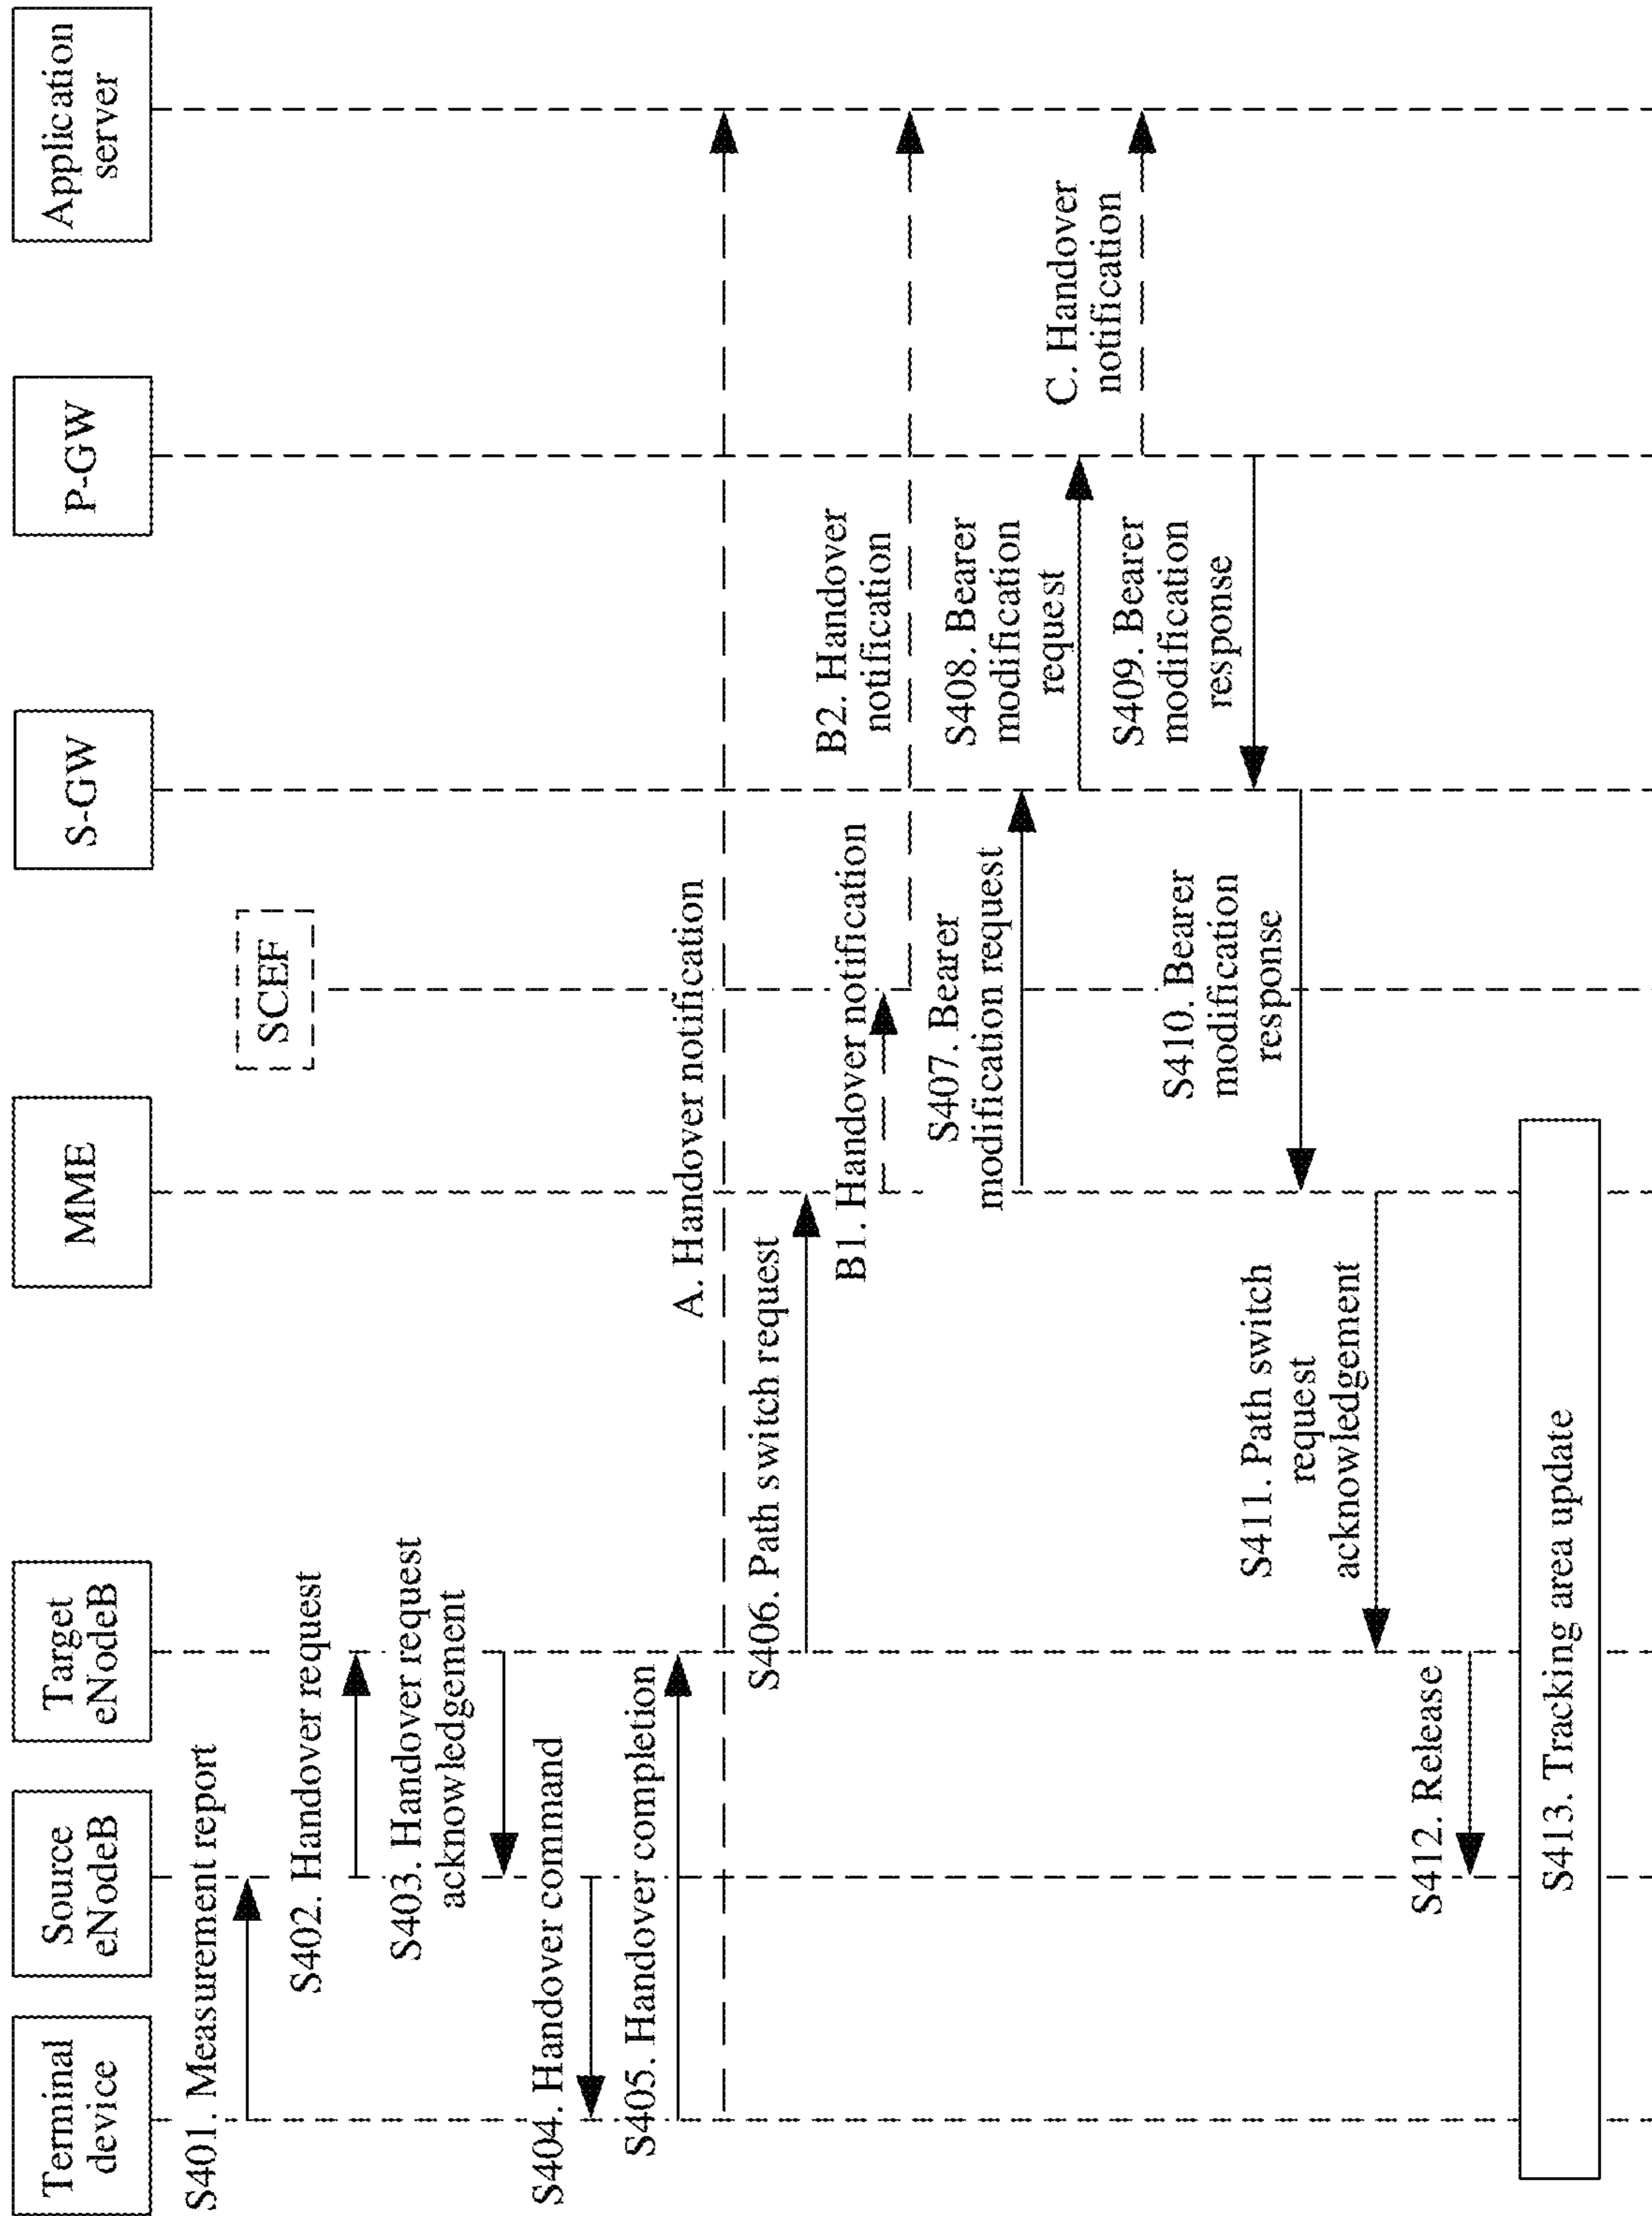 Terminal
device
Source
eNodeB
Target
eNodeB
MME
SCEF
S-GW
P-GW
Application
server
S401. Measurement report
S402. Handover request
S403. Handover request
acknowledgement
S404. Handover command
S405. Handover completion
A. Handover notification
S406. Path switch request
B1. Handover notification
B2. Handover
notification
S407. Bearer
modification request
S408. Bearer
modification
request
C. Handover
notification
S409. Bearer
modification
response
S410. Bearer
modification
response
S411. Path switch
request
acknowledgement
S412. Release
S413. Tracking area update